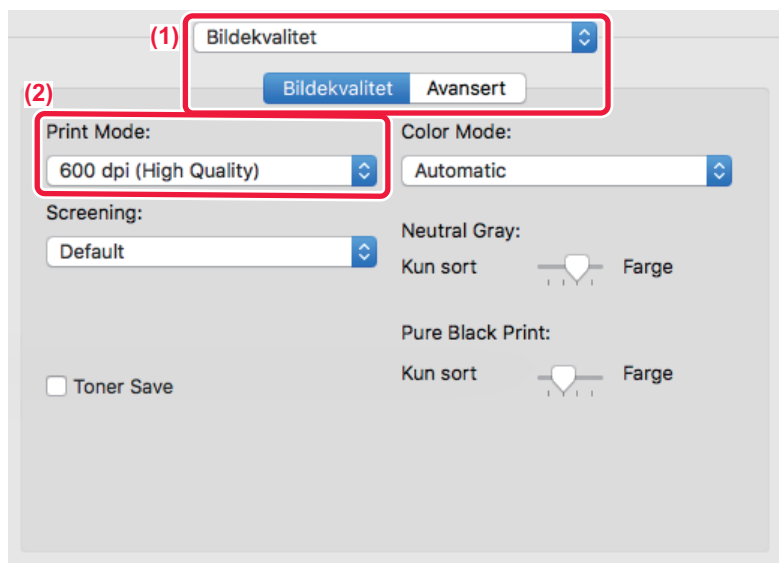 (1) Bildekvalitet
Bildekvalitet Avansert
(2)
Print Mode: Color Mode:
600 dpi (High Quality) Automatic
Screening:
Default
Neutral Gray:
Kun sort Farge
Pure Black Print:
Kun sort Farge
Toner Save